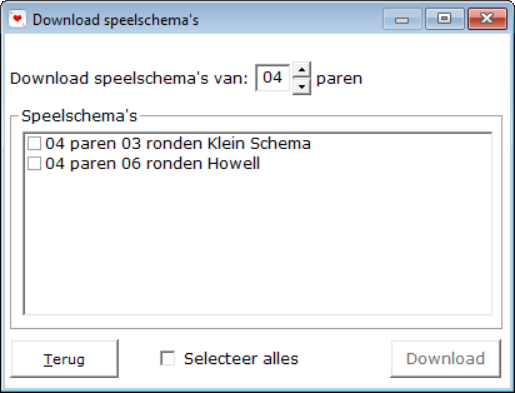 Download speelschema's
Download speelschema's van: 04 paren
Speelschema's
04 paren 03 ronden Klein Schema
04 paren 06 ronden Howell
Terug Selecteer alles Download